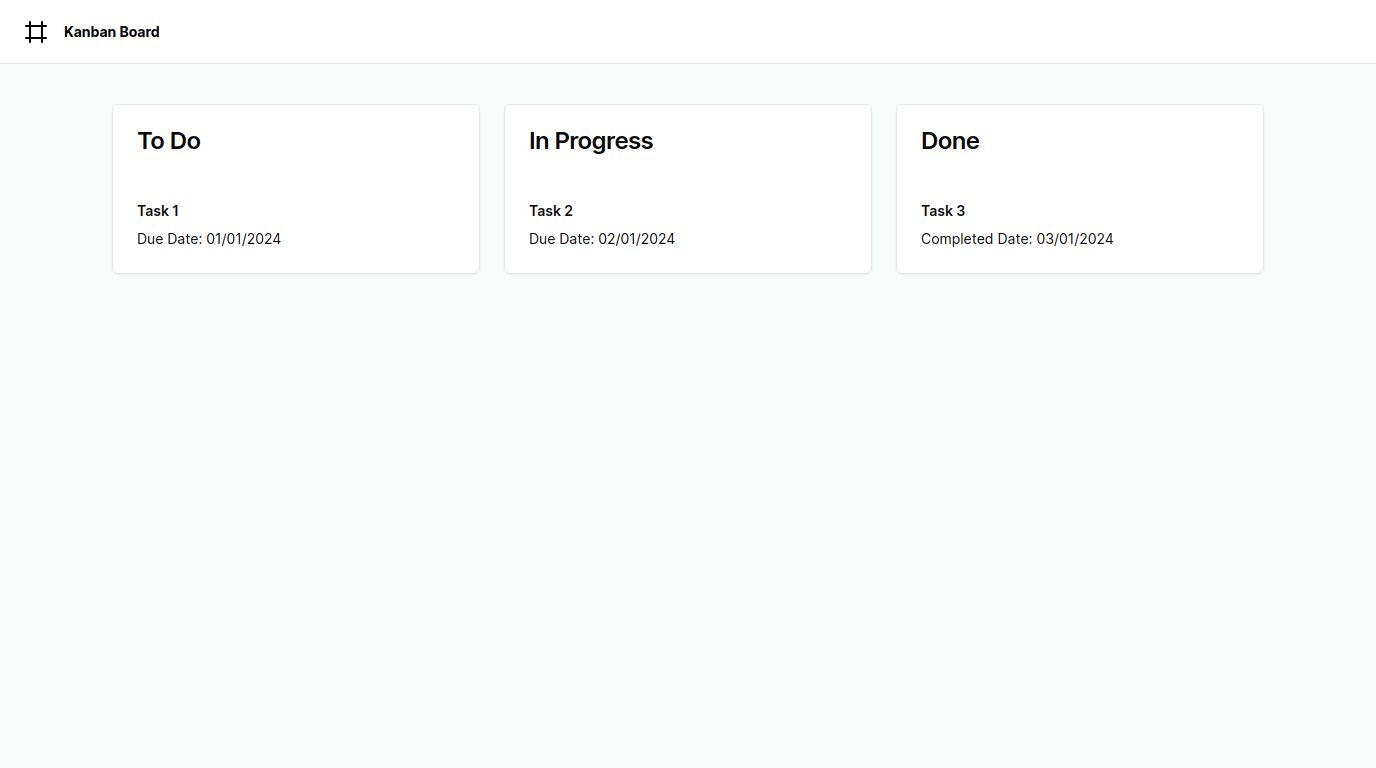 Kanban Board
To Do
Task 1
Due Date: 01/01/2024
In Progress
Task 2
Due Date: 02/01/2024
Done
Task 3
Completed Date: 03/01/2024